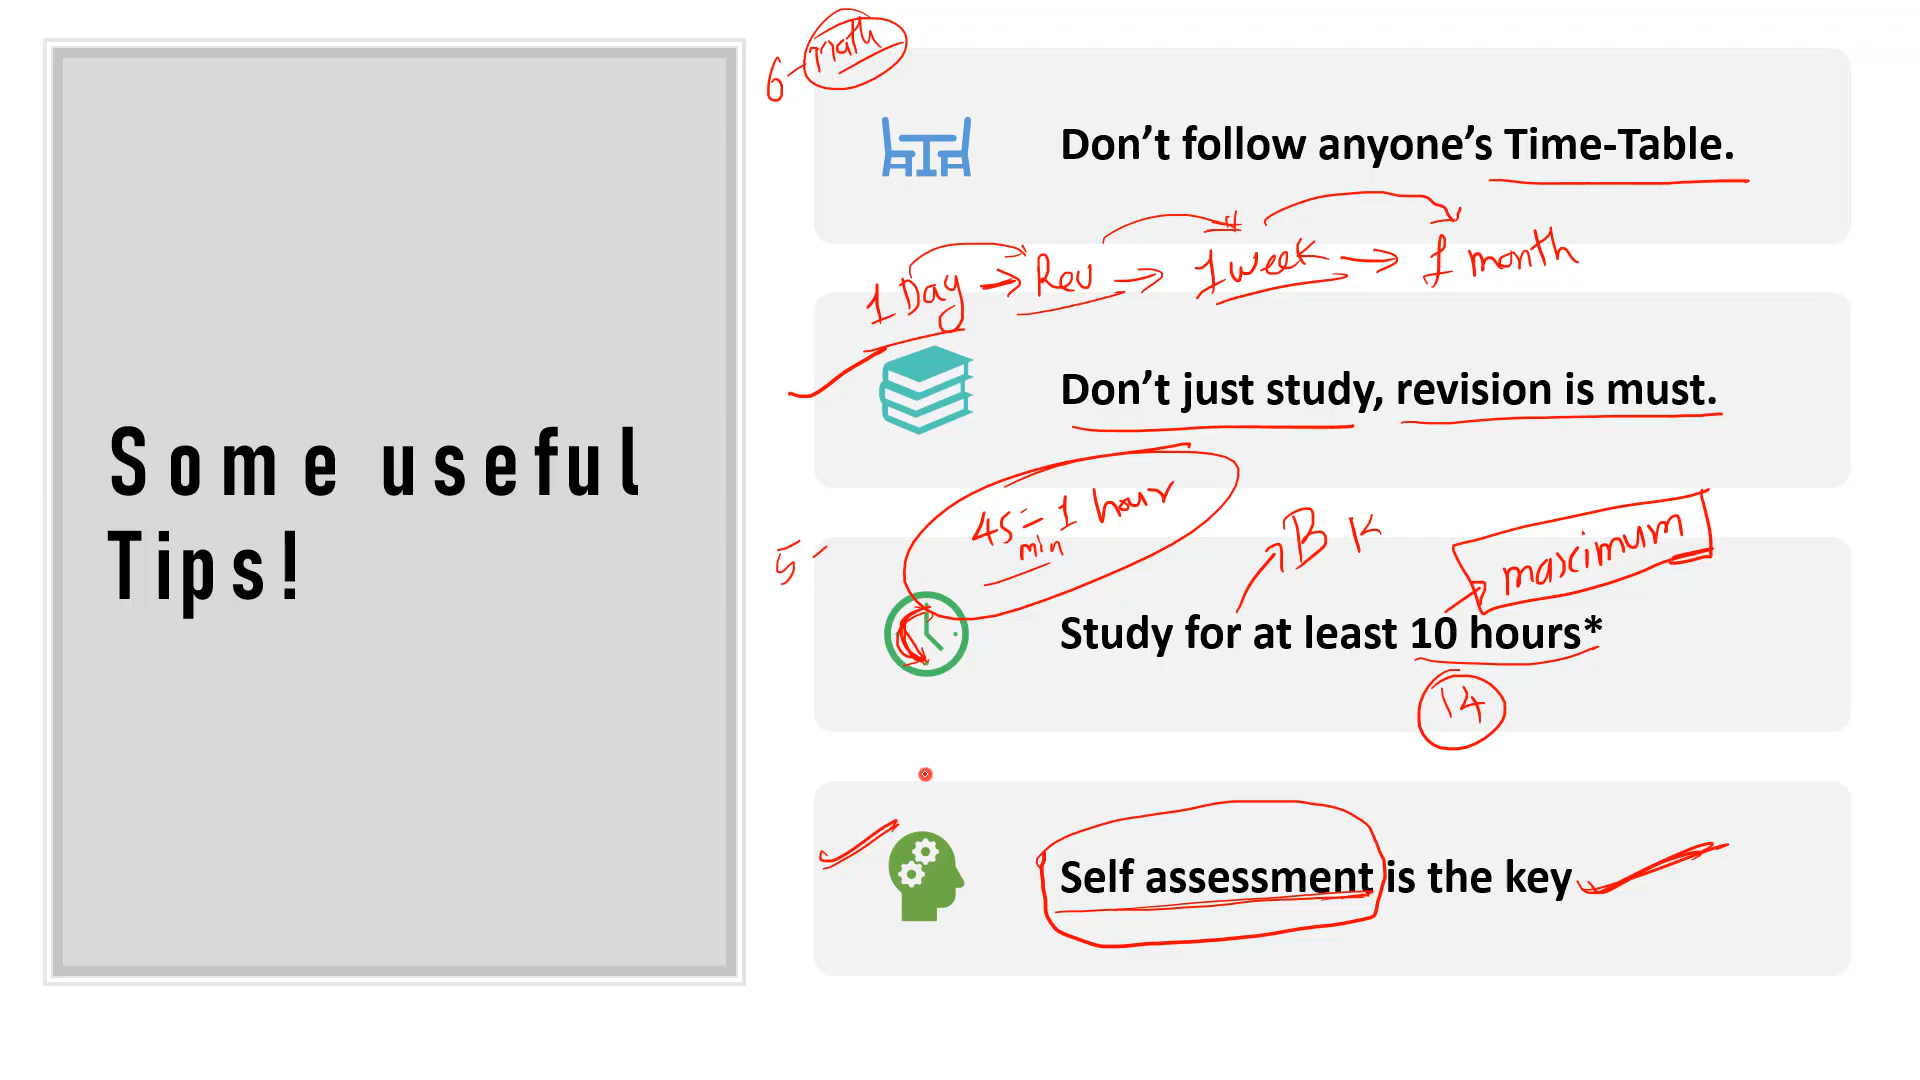 Some useful
Tips!
6-math
Don't follow anyone's Time-Table.
1 Day → Rev → 1 week → 1 month
Don't just study, revision is must.
45 min = 1 hour
5-
B K
maximum
Study for at least 10 hours*
14
Self assessment is the key